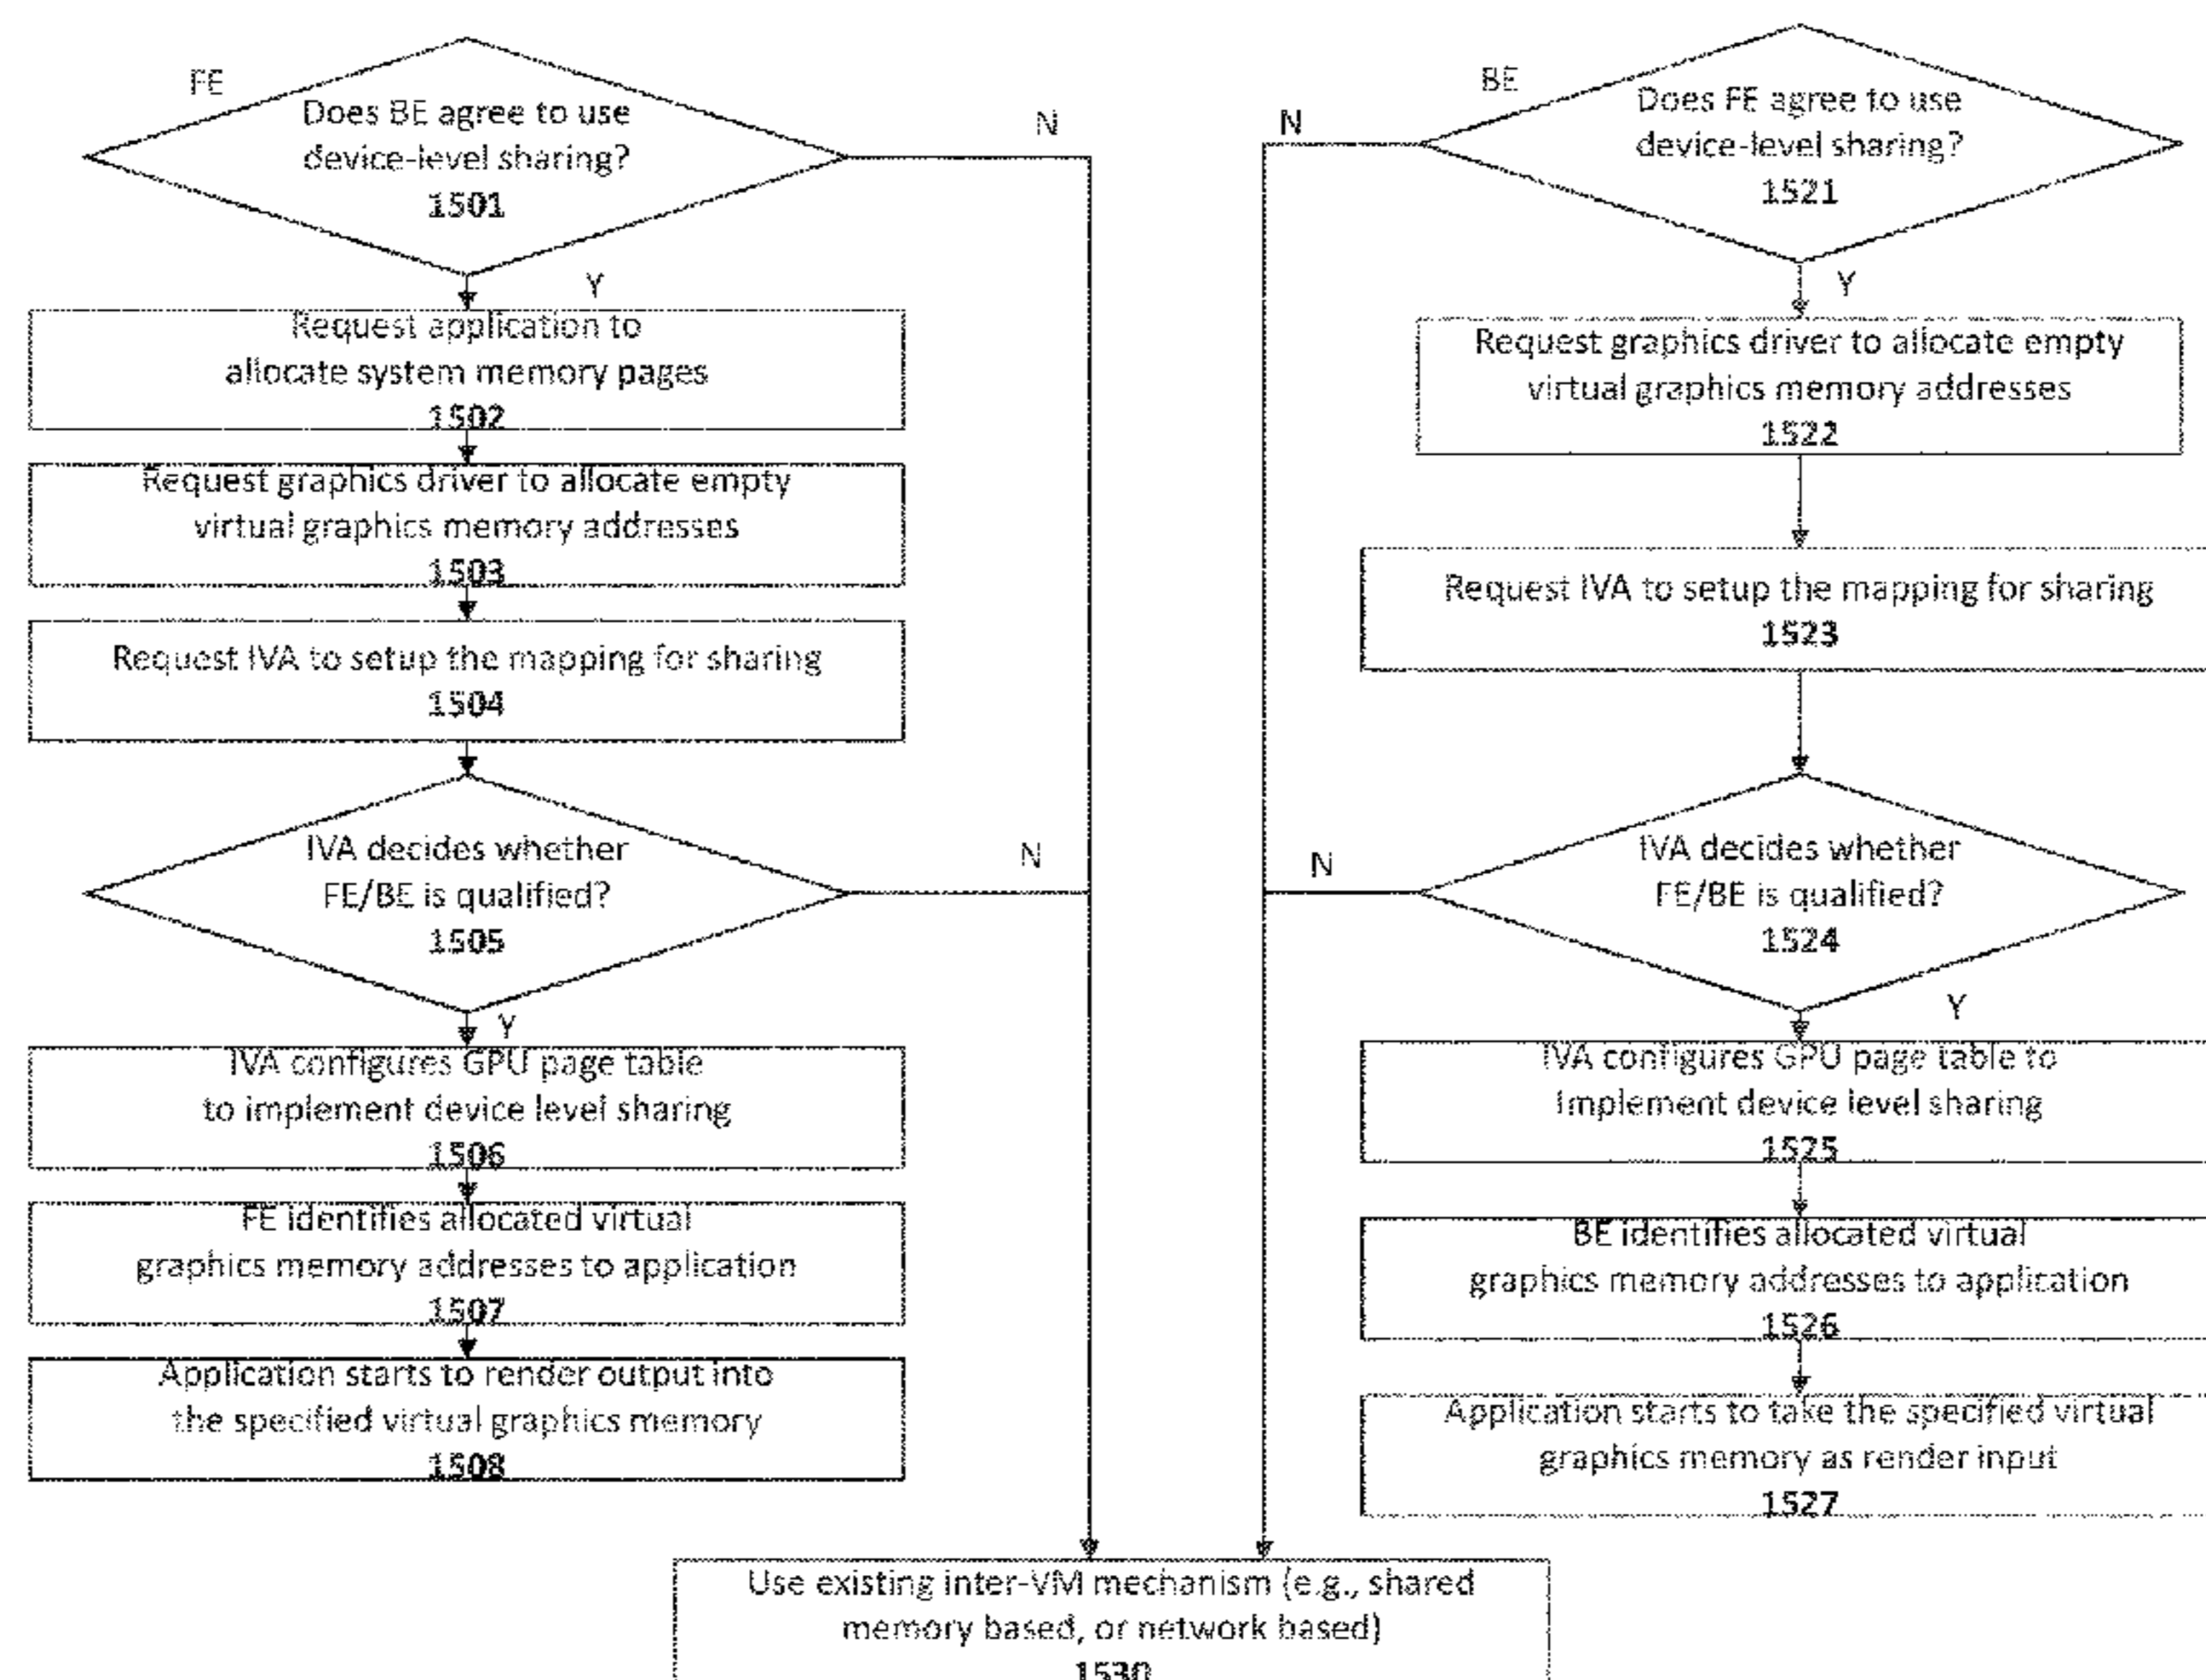 FE
Does BE agree to use
device-level sharing?
1501
N
Y
Request application to
allocate system memory pages
1502
Request graphics driver to allocate empty
virtual graphics memory addresses
1503
Request IVA to setup the mapping for sharing
1504
IVA decides whether
FE/BE is qualified?
1505
N
Y
IVA configures GPU page table
to implement device level sharing
1506
FE identifies allocated virtual
graphics memory addresses to application
1507
Application starts to render output into
the specified virtual graphics memory
1508
BE
Does FE agree to use
device-level sharing?
1521
N
Y
Request graphics driver to allocate empty
virtual graphics memory addresses
1522
Request IVA to setup the mapping for sharing
1523
IVA decides whether
FE/BE is qualified?
1524
N
Y
IVA configures GPU page table to
Implement device level sharing
1525
BE identifies allocated virtual
graphics memory addresses to application
1526
Application starts to take the specified virtual
graphics memory as render input
1527
Use existing inter-VM mechanism (e.g., shared
memory based, or network based)
1530